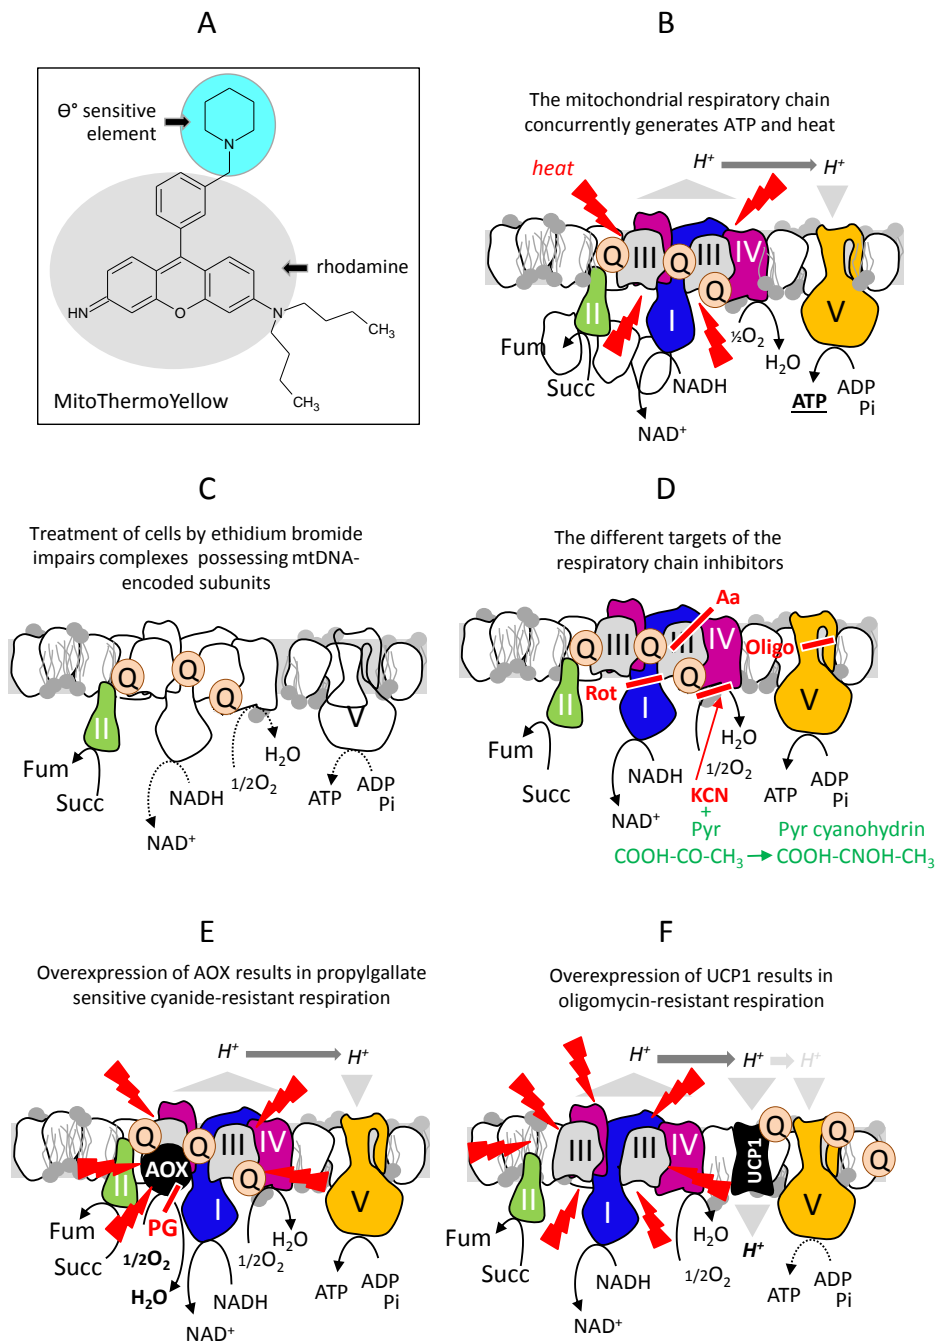 A
ϴ° sensitive
element
N
rhodamine
HN
O
N
CH3
CH3
MitoThermoYellow
B
The mitochondrial respiratory chain
concurrently generates ATP and heat
H+
H+
heat
Q
III
Q
III
IV
Q
II
I
V
Fum
Succ
½O2
H2O
NADH
NAD+
ATP
ADP
Pi
C
Treatment of cells by ethidium bromide
impairs complexes possessing mtDNA-
encoded subunits
Q
Q
Q
II
V
Fum
Succ
NADH
NAD+
1/2O2
H2O
ATP
ADP
Pi
D
The different targets of the
respiratory chain inhibitors
Aa
Q
III
Q
III
IV
Oligo
Q
II
Rot
I
V
Fum
Succ
NADH
NAD+
1/2O2
H2O
ATP
ADP
Pi
KCN
+
Pyr
Pyr cyanohydrin
COOH-CO-CH3
COOH-CNOH-CH3
E
Overexpression of AOX results in propylgallate
sensitive cyanide-resistant respiration
H+
H+
Q
Q
III
IV
AOX
Q
II
I
V
PG
Fum
Succ
1/2O2
H2O
NADH
NAD+
1/2O2
H2O
ATP
ADP
Pi
F
Overexpression of UCP1 results in
oligomycin-resistant respiration
H+
H+
H+
III
III
IV
UCP1
Q
Q
Q
II
I
V
Fum
Succ
NADH
NAD+
1/2O2
H2O
H+
ATP
ADP
Pi